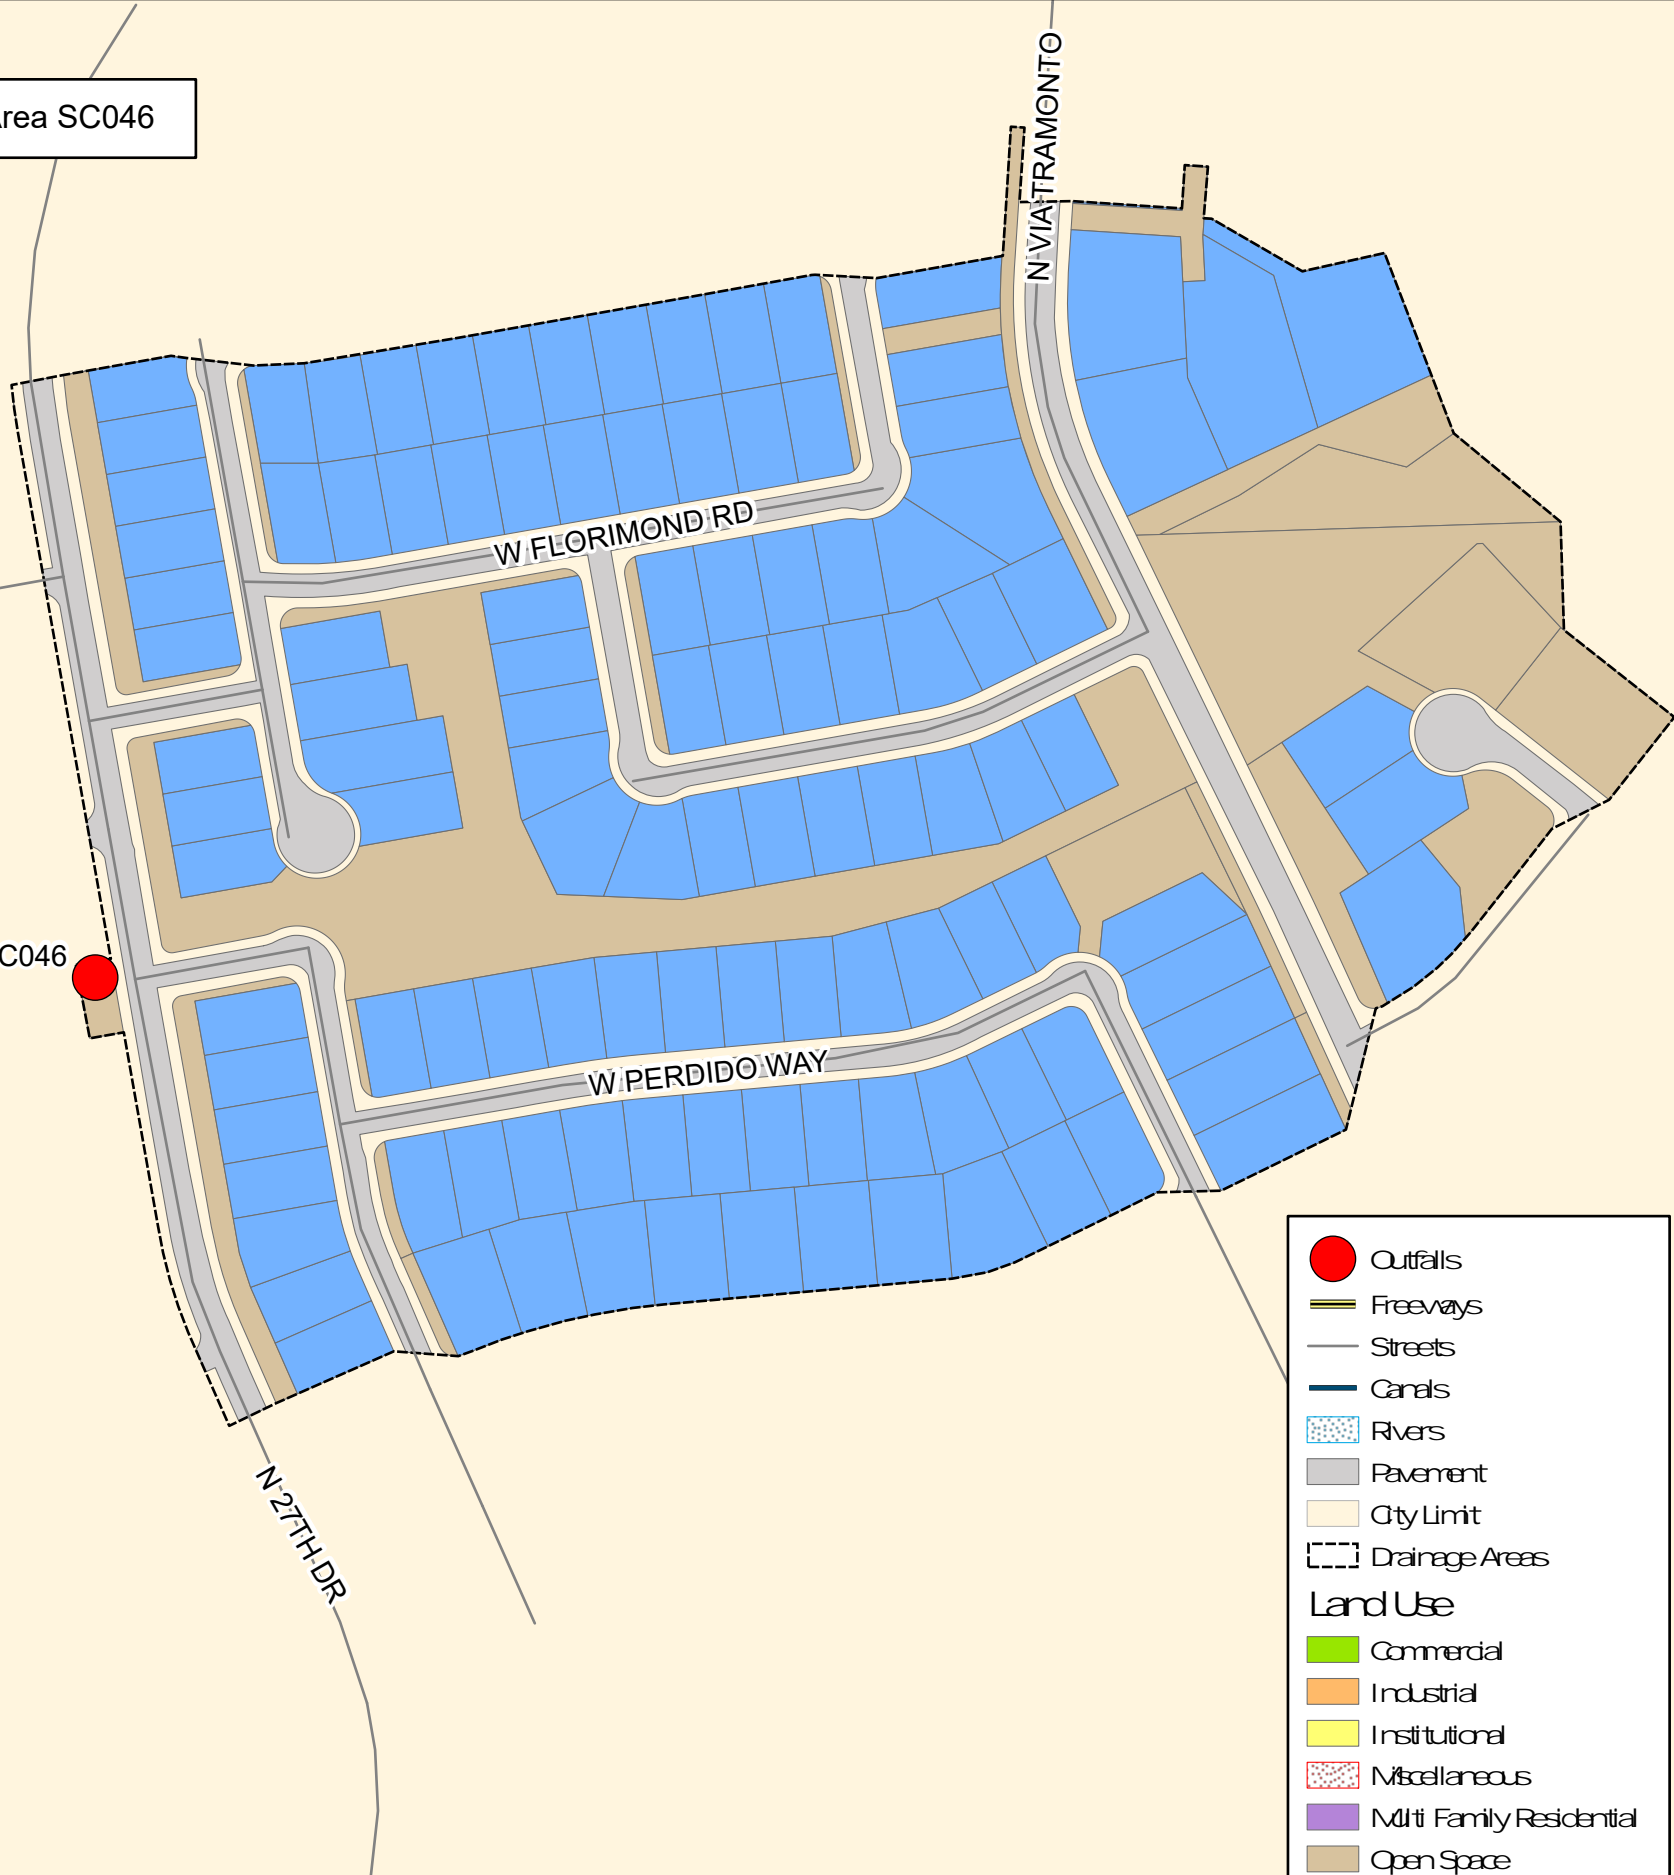 rea SC046
N VIA TRAMONTO
W FLORIMOND RD
C046
W PERDIDO WAY
N 27TH DR
Outfalls
Freeways
Streets
Canals
Rivers
Pavement
City Limit
Drainage Areas
Land Use
Commercial
Industrial
Institutional
Miscellaneous
Multi Family Residential
Open Space